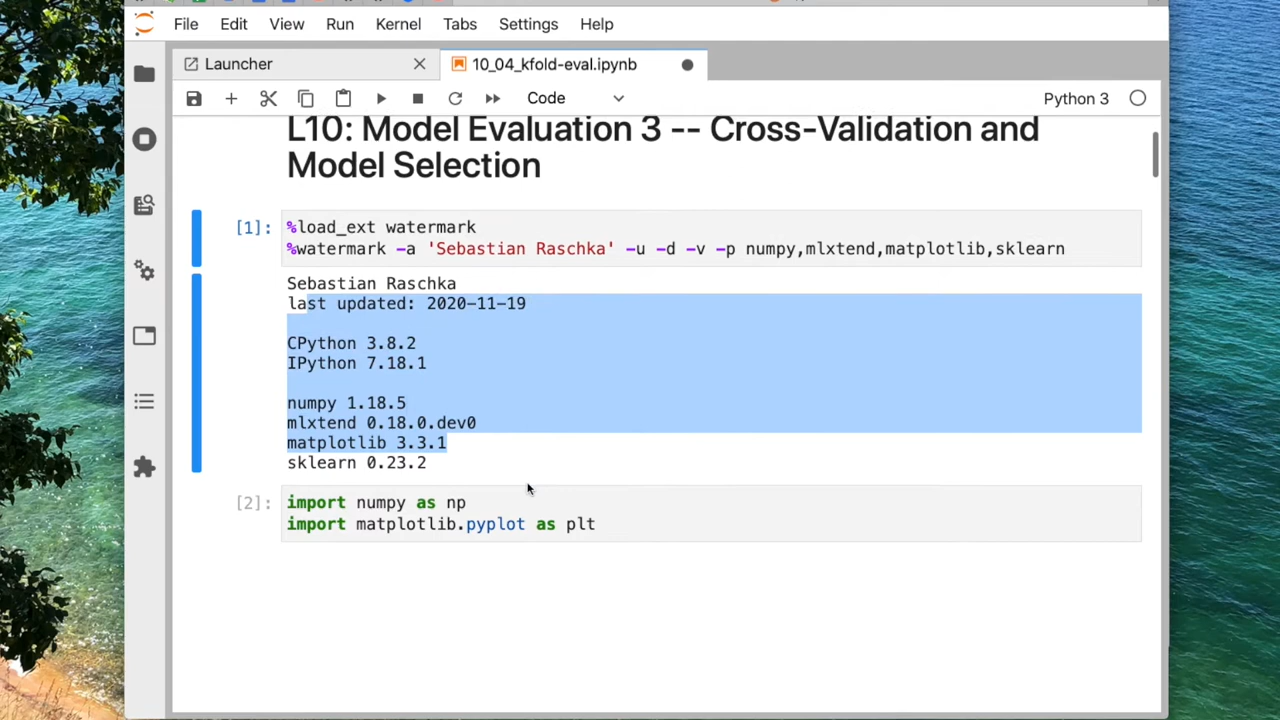 File Edit View Run Kernel Tabs Settings Help
Launcher
10_04_kfold-eval.ipynb
Code
Python 3
L10: Model Evaluation 3 -- Cross-Validation and
Model Selection
[1]:
%load_ext watermark
%watermark -a 'Sebastian Raschka' -u -d -v -p numpy,mlxtend,matplotlib,sklearn
Sebastian Raschka
last updated: 2020-11-19
CPython 3.8.2
IPython 7.18.1
numpy 1.18.5
mlxtend 0.18.0.dev0
matplotlib 3.3.1
sklearn 0.23.2
[2]:
import numpy as np
import matplotlib.pyplot as plt